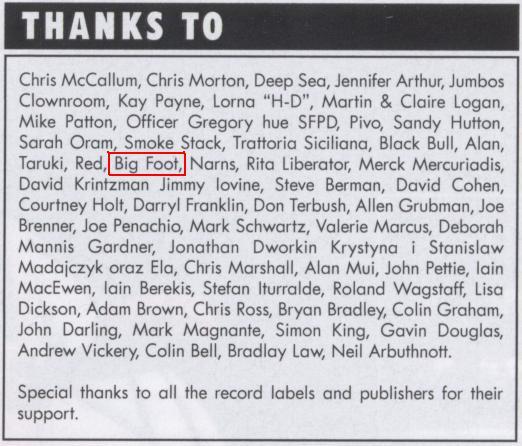 THANKS TO
Chris McCallum, Chris Morton, Deep Sea, Jennifer Arthur, Jumbos
Clownroom, Kay Payne, Lorna “H-D”, Martin & Claire Logan,
Mike Patton, Officer Gregory hue SFPD, Pivo, Sandy Hutton,
Sarah Oram, Smoke Stack, Trattoria Siciliana, Black Bull, Alan,
Taruki, Red, Big Foot, Narns, Rita Liberator, Merck Mercuriadis,
David Krintzman Jimmy Iovine, Steve Berman, David Cohen,
Courtney Holt, Darryl Franklin, Don Terbush, Allen Grubman, Joe
Brenner, Joe Penachio, Mark Schwartz, Valerie Marcus, Deborah
Mannis Gardner, Jonathan Dworkin Krystyna i Stanislaw
Madajczyk oraz Ela, Chris Marshall, Alan Mui, John Pettie, Iain
MacEwen, Iain Berekis, Stefan Iturralde, Roland Wagstaff, Lisa
Dickson, Adam Brown, Chris Ross, Bryan Bradley, Colin Graham,
John Darling, Mark Magnante, Simon King, Gavin Douglas,
Andrew Vickery, Colin Bell, Bradlay Law, Neil Arbuthnott.
Special thanks to all the record labels and publishers for their
support.